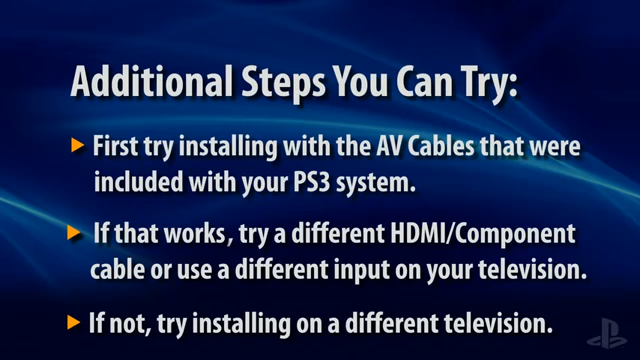 Additional Steps You Can Try:
First try installing with the AV Cables that were
included with your PS3 system.
If that works, try a different HDMI/Component
cable or use a different input on your television.
If not, try installing on a different television.